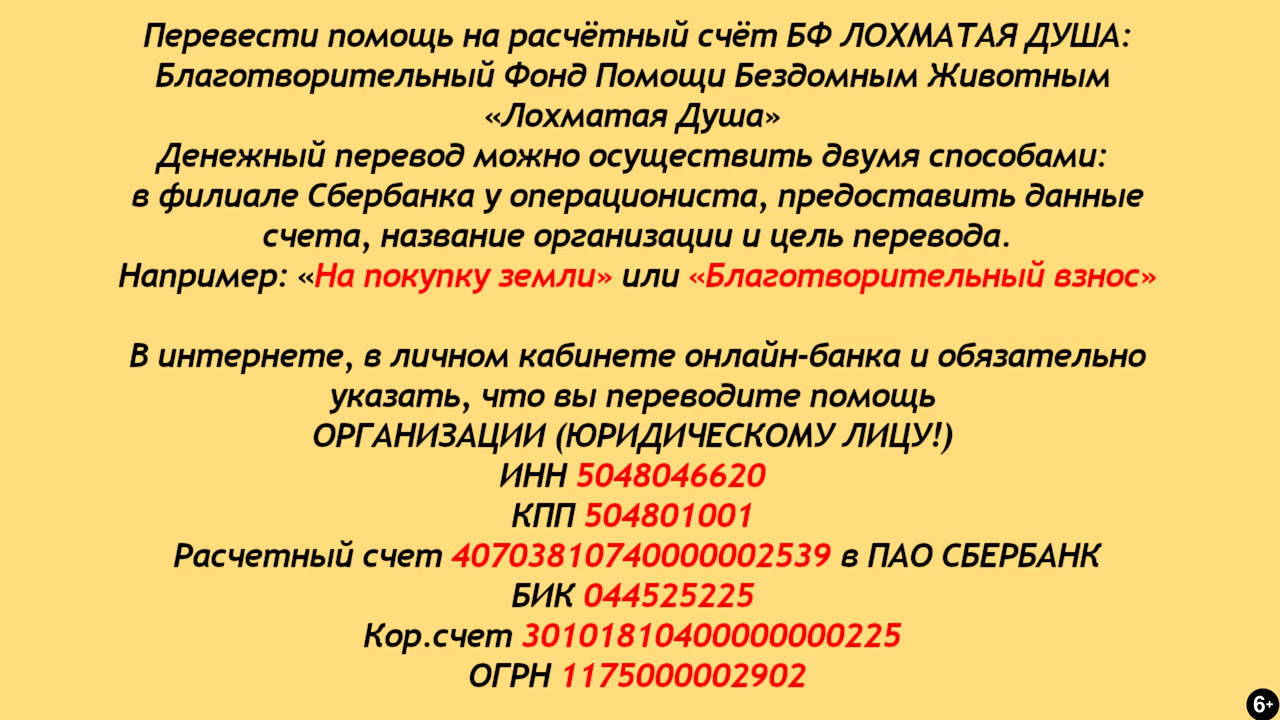 Перевести помощь на расчётный счёт БФ ЛОХМАТАЯ ДУША:
Благотворительный Фонд Помощи Бездомным Животным
«Лохматая Душа»
Денежный перевод можно осуществить двумя способами:
в филиале Сбербанка у операциониста, предоставить данные
счета, название организации и цель перевода.
Например: «На покупку земли» или «Благотворительный взнос»
В интернете, в личном кабинете онлайн-банка и обязательно
указать, что вы переводите помощь
ОРГАНИЗАЦИИ (ЮРИДИЧЕСКОМУ ЛИЦУ!)
ИНН 5048046620
КПП 504801001
Расчетный счет 40703810740000002539 в ПАО СБЕРБАНК
БИК 044525225
Кор.счет 30101810400000000225
ОГРН 1175000002902
6+